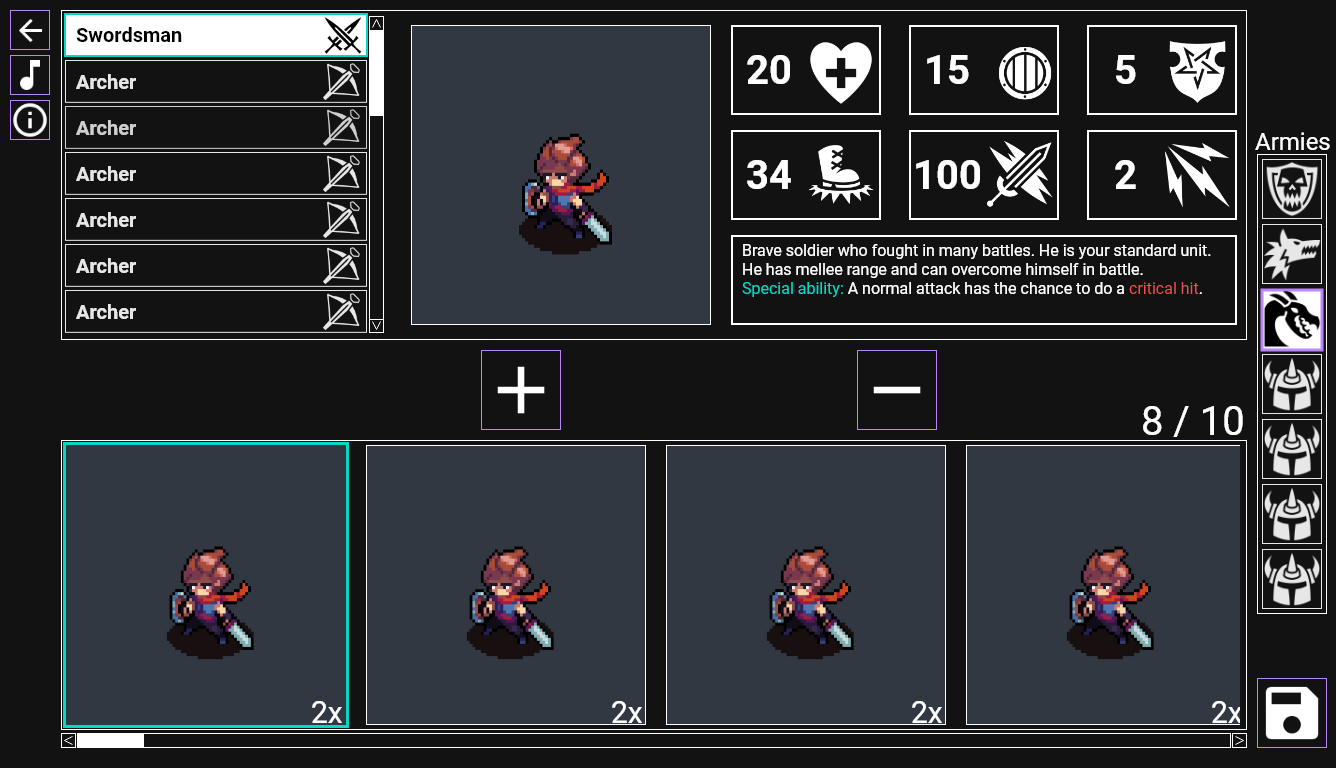 Swordsman
Archer
Archer
Archer
Archer
Archer
Archer
20
15
5
34
100
2
Brave soldier who fought in many battles. He is your standard unit.
He has mellee range and can overcome himself in battle.
Special ability: A normal attack has the chance to do a critical hit.
Armies
8 / 10
2x
2x
2x
2x